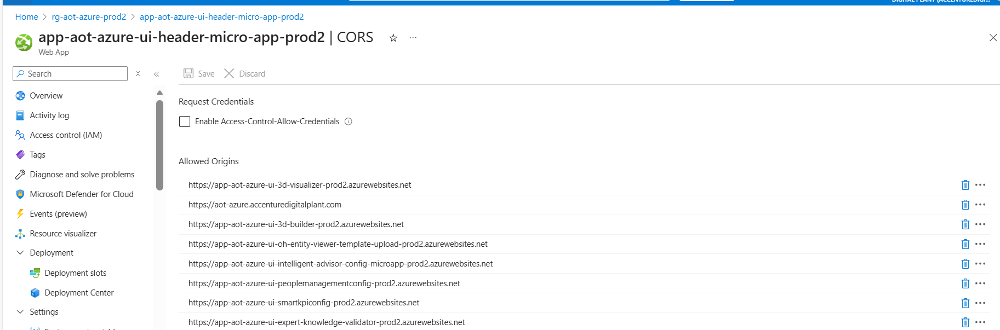 Home > rg-aot-azure-prod2 > app-aot-azure-ui-header-micro-app-prod2
app-aot-azure-ui-header-micro-app-prod2 | CORS
Web App
Search
Save Discard
Overview
Activity log
Access control (IAM)
Tags
Diagnose and solve problems
Microsoft Defender for Cloud
Events (preview)
Resource visualizer
Deployment
Deployment slots
Deployment Center
Settings
Request Credentials
Enable Access-Control-Allow-Credentials
Allowed Origins
https://app-aot-azure-ui-3d-visualizer-prod2.azurewebsites.net
https://aot-azure.accenturedigitalplant.com
https://app-aot-azure-ui-3d-builder-prod2.azurewebsites.net
https://app-aot-azure-ui-oh-entity-viewer-template-upload-prod2.azurewebsites.net
https://app-aot-azure-ui-intelligent-advisor-config-microapp-prod2.azurewebsites.net
https://app-aot-azure-ui-peoplemanagementconfig-prod2.azurewebsites.net
https://app-aot-azure-ui-smartkpiconfig-prod2.azurewebsites.net
https://app-aot-azure-ui-expert-knowledge-validator-prod2.azurewebsites.net